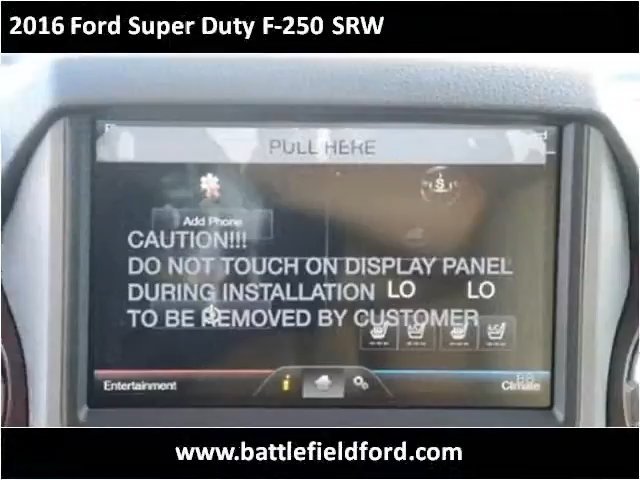 2016 Ford Super Duty F-250 SRW
PULL HERE
Add Phone
CAUTION!!!
DO NOT TOUCH ON DISPLAY PANEL
DURING INSTALLATION LO LO
TO BE REMOVED BY CUSTOMER
Entertainment
Climate
www.battlefieldford.com